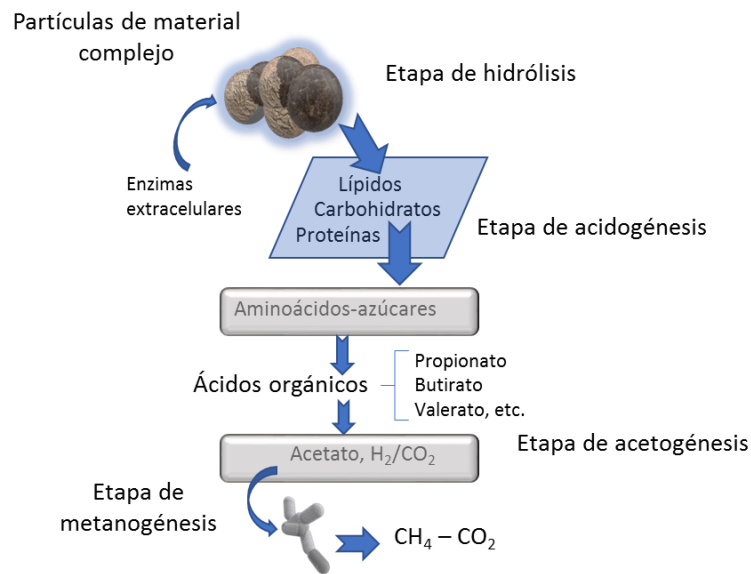 Partículas de material
complejo
Etapa de hidrólisis
Enzimas
extracelulares
Lípidos
Carbohidratos
Proteínas
Etapa de acidogénesis
Aminoácidos-azúcares
Ácidos orgánicos
Propionato
Butirato
Valerato, etc.
Acetato, H₂/CO₂
Etapa de acetogénesis
Etapa de
metanogénesis
CH₄ – CO₂